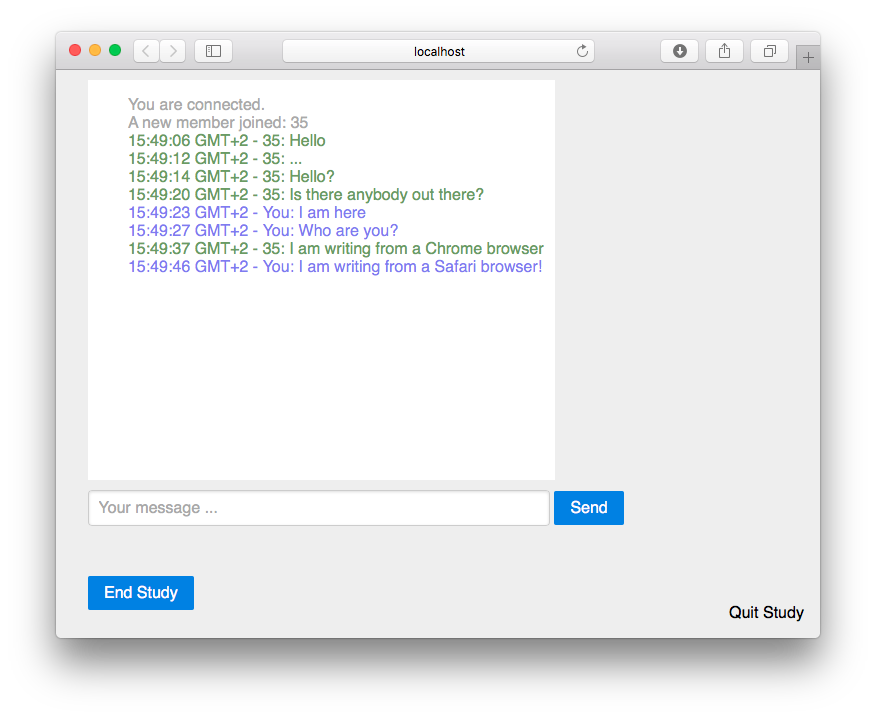 localhost
You are connected.
A new member joined: 35
15:49:06 GMT+2 - 35: Hello
15:49:12 GMT+2 - 35: ...
15:49:14 GMT+2 - 35: Hello?
15:49:20 GMT+2 - 35: Is there anybody out there?
15:49:23 GMT+2 - You: I am here
15:49:27 GMT+2 - You: Who are you?
15:49:37 GMT+2 - 35: I am writing from a Chrome browser
15:49:46 GMT+2 - You: I am writing from a Safari browser!
Your message ...
Send
End Study
Quit Study